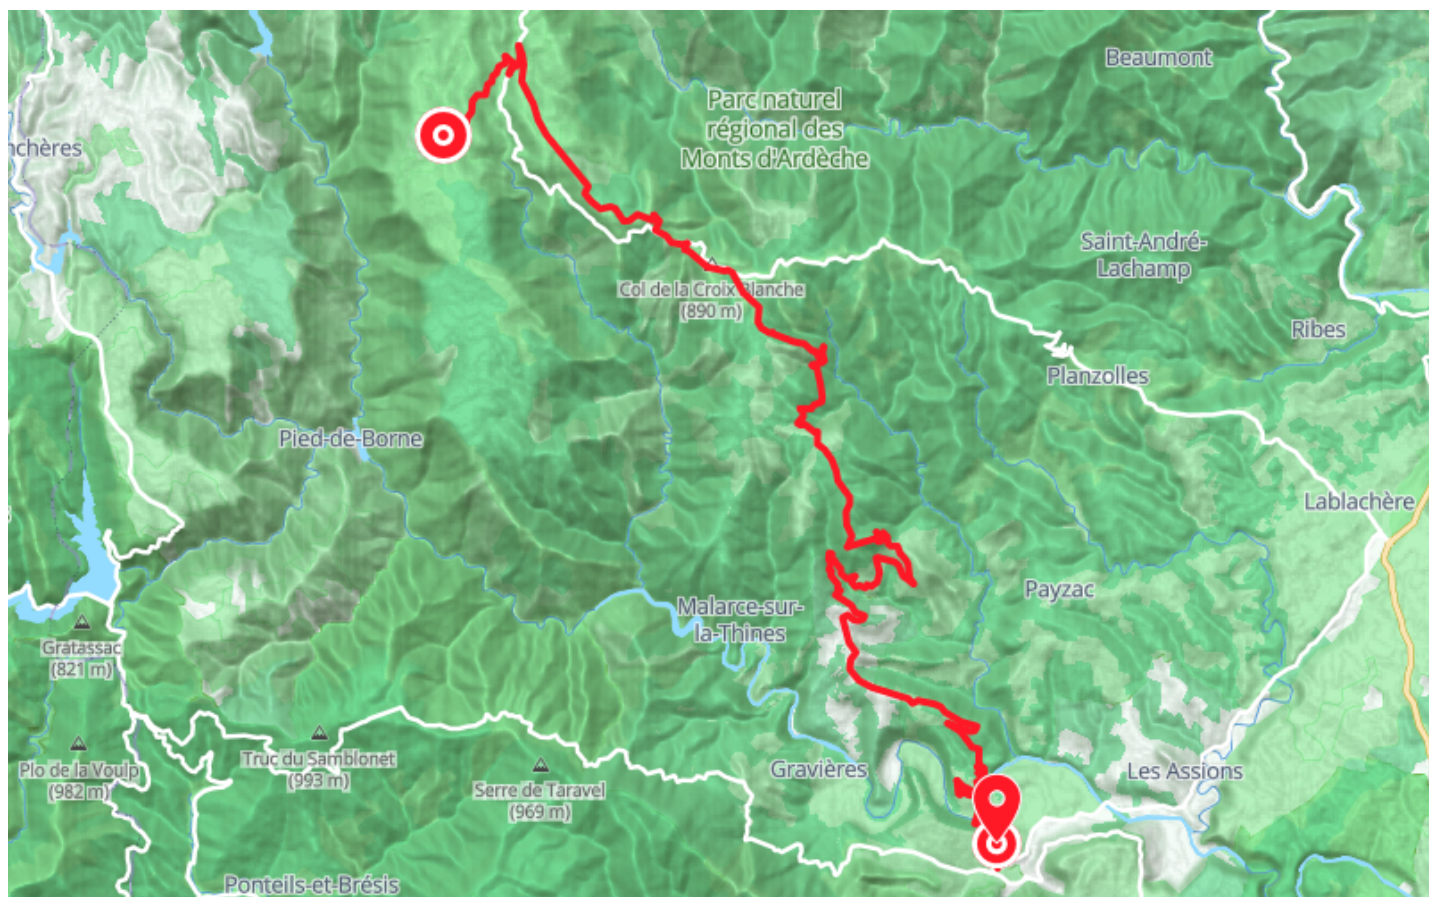 Beaumont
Parc naturel
régional des
Monts d'Ardèche
nchères
Saint-André-
Lachamp
Col de la Croix Blanche
(890 m)
Ribes
Planzolles
Pied-de-Borne
Lablachère
Payzac
Malarce-sur-
la-Thines
Gratassac
(821 m)
Truc du Samblonet
(993 m)
Plo de la Voulp
(982 m)
Gravières
Les Assions
Serre de Taravel
(969 m)
Ponteils-et-Brésis